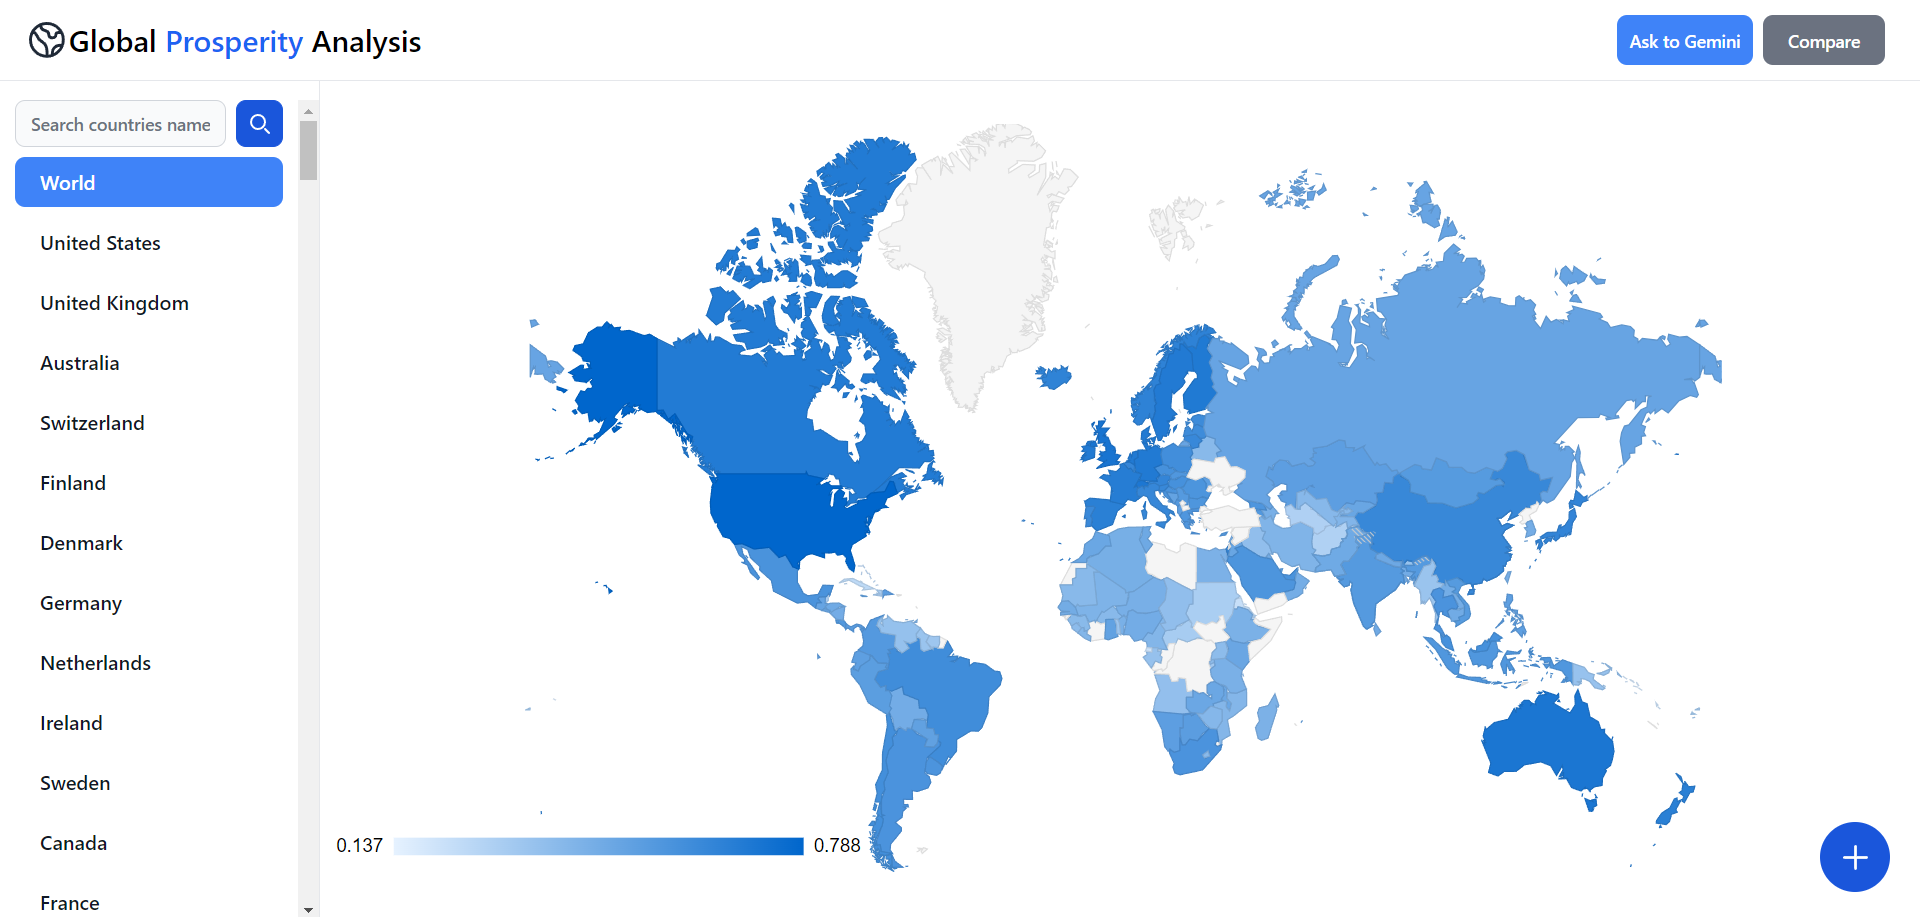 Global Prosperity Analysis
Ask to Gemini
Compare
Search countries name
World
United States
United Kingdom
Australia
Switzerland
Finland
Denmark
Germany
Netherlands
Ireland
Sweden
Canada
France
0.137
0.788